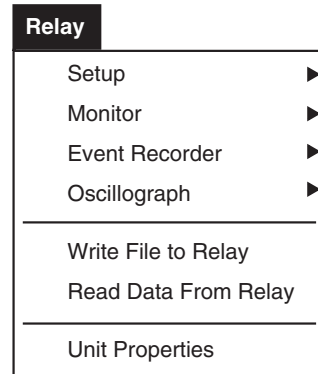 Relay
Setup
Monitor
Event Recorder
Oscillograph
Write File to Relay
Read Data From Relay
Unit Properties